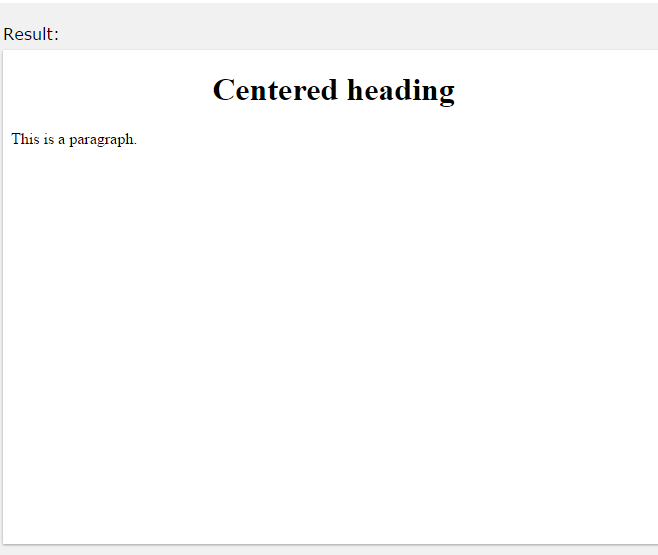 Result:
Centered heading
This is a paragraph.